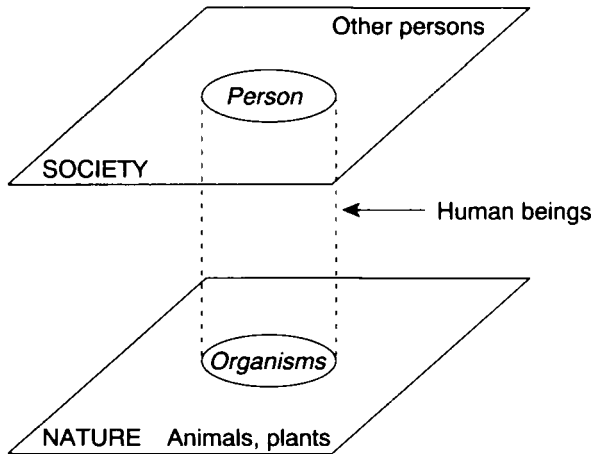 Other persons
Person
SOCIETY
Human beings
Organisms
NATURE Animals, plants